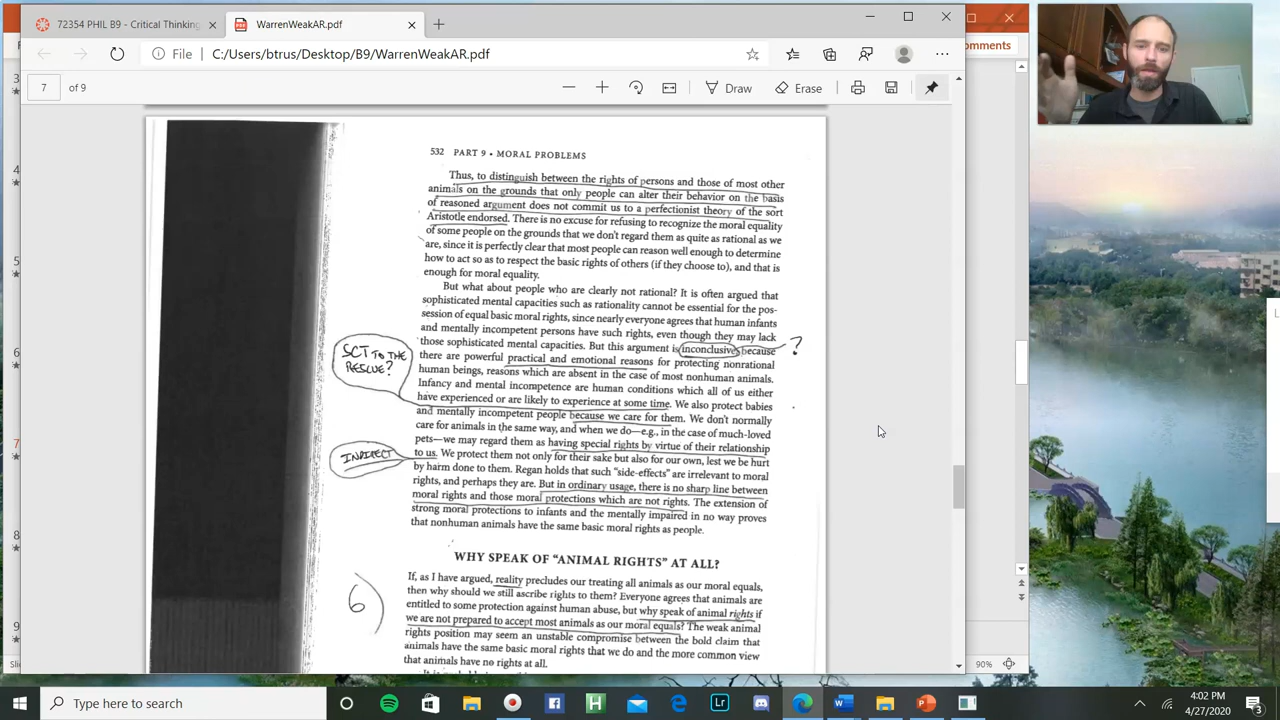 72354 PHIL B9 - Critical Thinking
WarrenWeakAR.pdf
File
C:/Users/btrus/Desktop/B9/WarrenWeakAR.pdf
omments
7 of 9
Draw
Erase
532 PART 9 • MORAL PROBLEMS
Thus, to distinguish between the rights of persons and those of most other
animals on the grounds that only people can alter their behavior on the basis
of reasoned argument does not commit us to a perfectionist theory of the sort
Aristotle endorsed. There is no excuse for refusing to recognize the moral equality
of some people on the grounds that we don't regard them as quite as rational as we
are, since it is perfectly clear that most people can reason well enough to determine
how to act so as to respect the basic rights of others (if they choose to), and that is
enough for moral equality.
But what about people who are clearly not rational? It is often argued that
sophisticated mental capacities such as rationality cannot be essential for the pos-
session of equal basic moral rights, since nearly everyone agrees that human infants
and mentally incompetent persons have such rights, even though they may lack
those sophisticated mental capacities. But this argument is inconclusive because
?
there are powerful practical and emotional reasons for protecting nonrational
human beings, reasons which are absent in the case of most nonhuman animals.
Infancy and mental incompetence are human conditions which all of us either
have experienced or are likely to experience at some time. We also protect babies
and mentally incompetent people because we care for them. We don't normally
care for animals in the same way, and when we do—e.g., in the case of much-loved
pets—we may regard them as having special rights by virtue of their relationship
to us. We protect them not only for their sake but also for our own, lest we be hurt
by harm done to them. Regan holds that such "side-effects" are irrelevant to moral
rights, and perhaps they are. But in ordinary usage, there is no sharp line between
moral rights and those moral protections which are not rights. The extension of
strong moral protections to infants and the mentally impaired in no way proves
that nonhuman animals have the same basic moral rights as people.
SCT TO THE
RESCUE?
INDIRECT
WHY SPEAK OF "ANIMAL RIGHTS" AT ALL?
6
If, as I have argued, reality precludes our treating all animals as our moral equals,
then why should we still ascribe rights to them? Everyone agrees that animals are
entitled to some protection against human abuse, but why speak of animal rights if
we are not prepared to accept most animals as our moral equals? The weak animal
rights position may seem an unstable compromise between the bold claim that
animals have the same basic moral rights that we do and the more common view
that animals have no rights at all.
3
4
5
6
7
8
9
Slid
90%
Type here to search
4:02 PM
4/27/2020
3